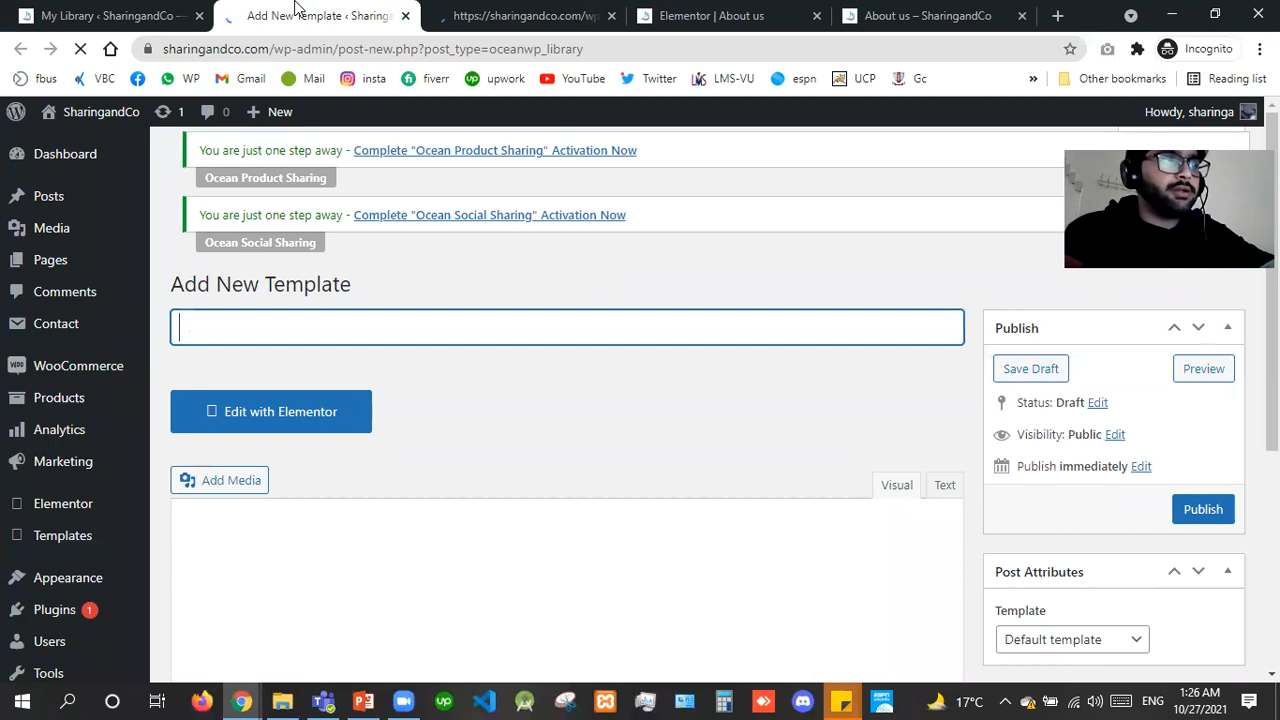 My Library ‹ SharingandCo —
Add New Template ‹ Sharing
https://sharingandco.com/wp
Elementor | About us
About us – SharingandCo
sharingandco.com/wp-admin/post-new.php?post_type=oceanwp_library
Incognito
fbus
VBC
WP
Gmail
Mail
insta
fiverr
upwork
YouTube
Twitter
LMS-VU
espn
UCP
Gc
»
Other bookmarks
Reading list
SharingandCo
1
0
New
Howdy, sharinga
Dashboard
Posts
Media
Pages
Comments
Contact
WooCommerce
Products
Analytics
Marketing
Elementor
Templates
Appearance
Plugins 1
Users
Tools
You are just one step away - Complete "Ocean Product Sharing" Activation Now
Ocean Product Sharing
You are just one step away - Complete "Ocean Social Sharing" Activation Now
Ocean Social Sharing
Add New Template
Edit with Elementor
Add Media
Visual
Text
Publish
Save Draft
Preview
Status: Draft Edit
Visibility: Public Edit
Publish immediately Edit
Publish
Post Attributes
Template
Default template
17°C
ENG
1:26 AM
10/27/2021